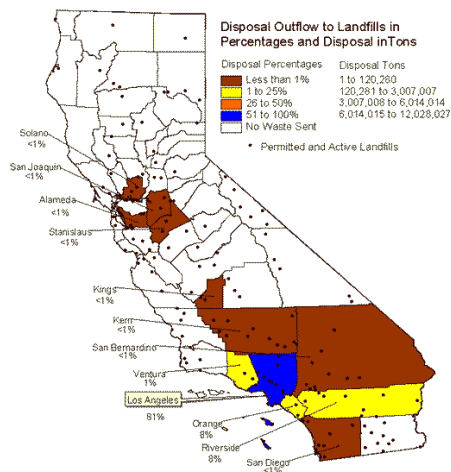 Disposal Outflow to Landfills in
Percentages and Disposal inTons
Disposal Percentages Disposal Tons
Less than 1% 1 to 120,280
1 to 25% 120,281 to 3,007,007
26 to 50% 3,007,008 to 6,014,014
51 to 100% 6,014,015 to 12,028,027
No Waste Sent
Permitted and Active Landfills
Solano
<1%
San Joaquin
<1%
Alameda
<1%
Stanislaus
<1%
Kings
<1%
Kern
<1%
San Bernardino
<1%
Ventura
1%
Los Angeles
81%
Orange
8%
Riverside
8%
San Diego
<1%